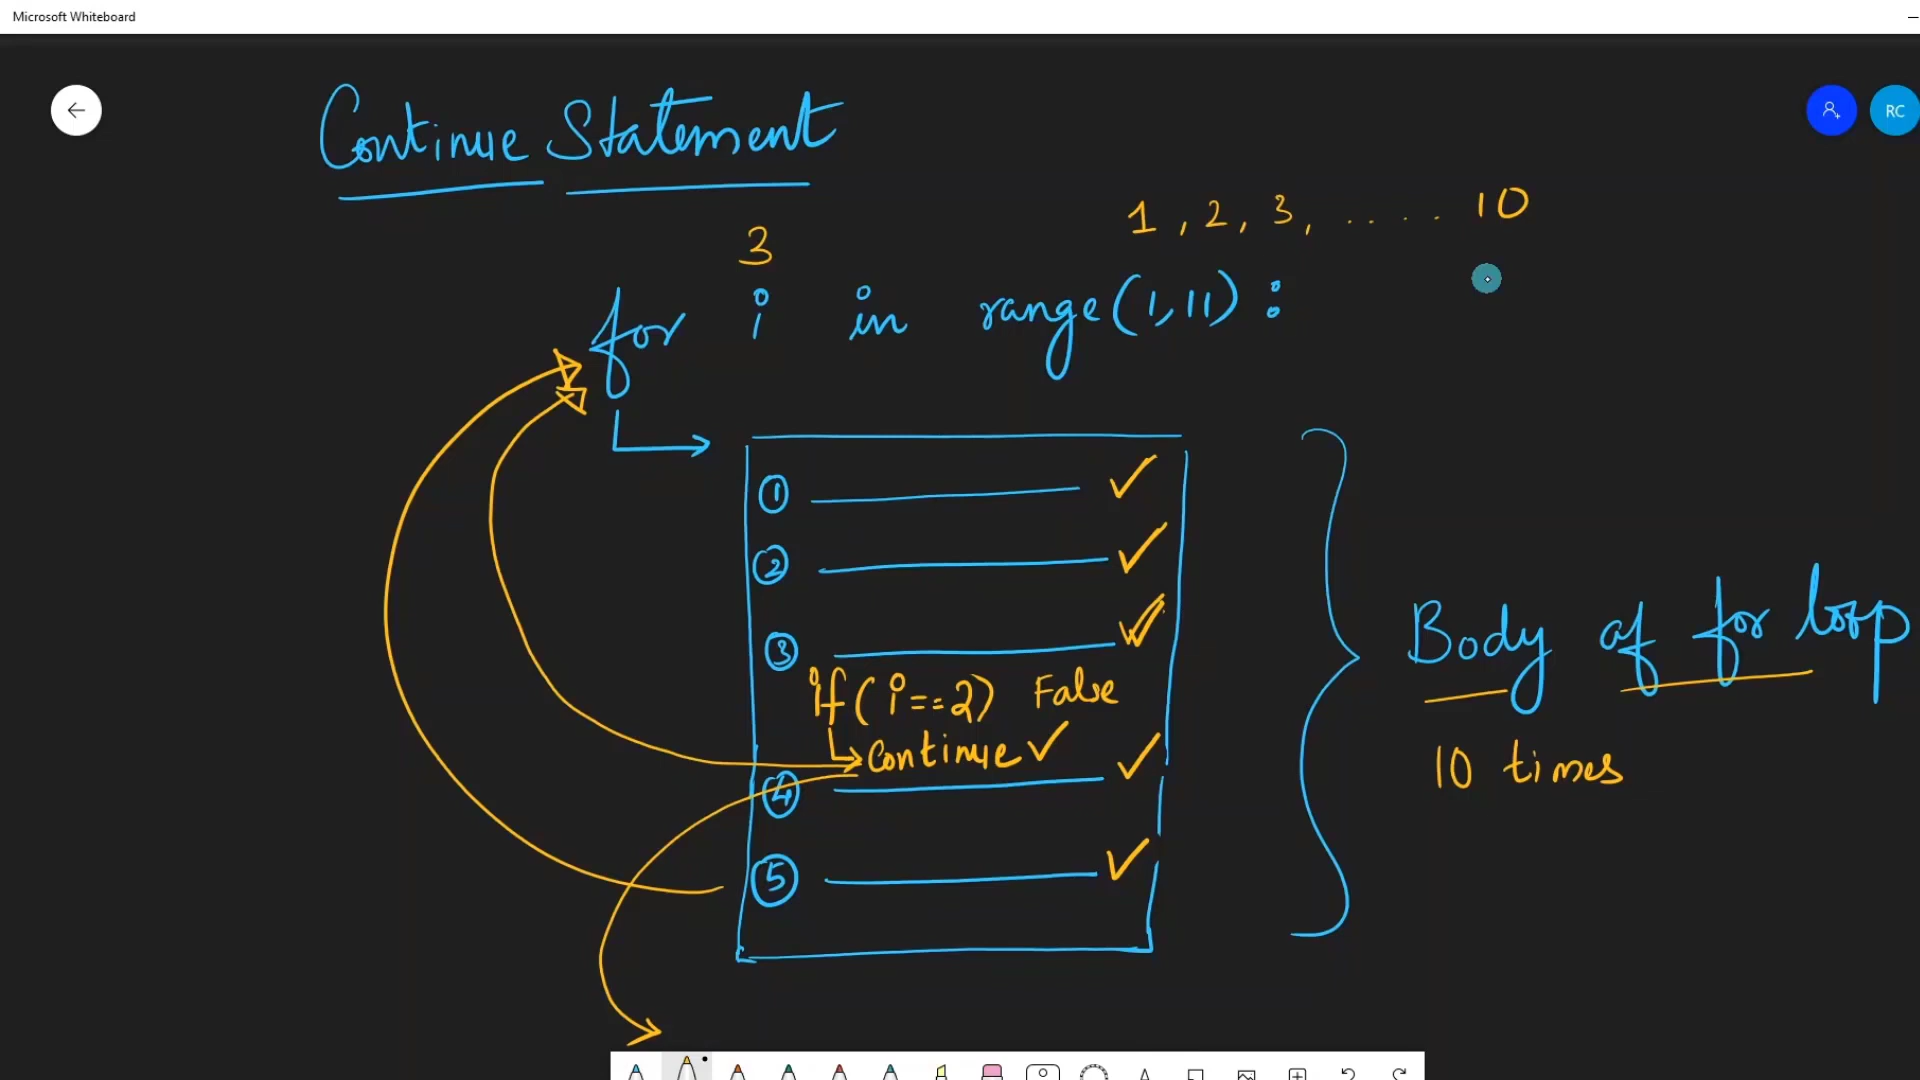 Microsoft Whiteboard
RC
Continue Statement
1, 2, 3, ..... 10
3
for i in range(1,11):
1
2
3
if(i==2) False
Continue
4
5
Body of for loop
10 times